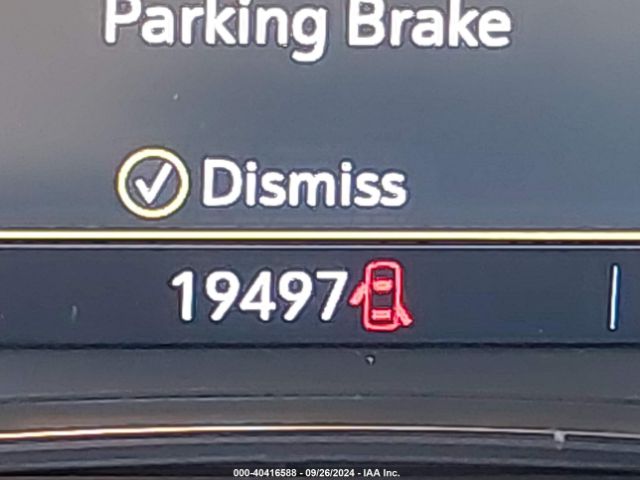 Parking Brake
Dismiss
19497
000-40416588 - 09/26/2024 - IAA Inc.